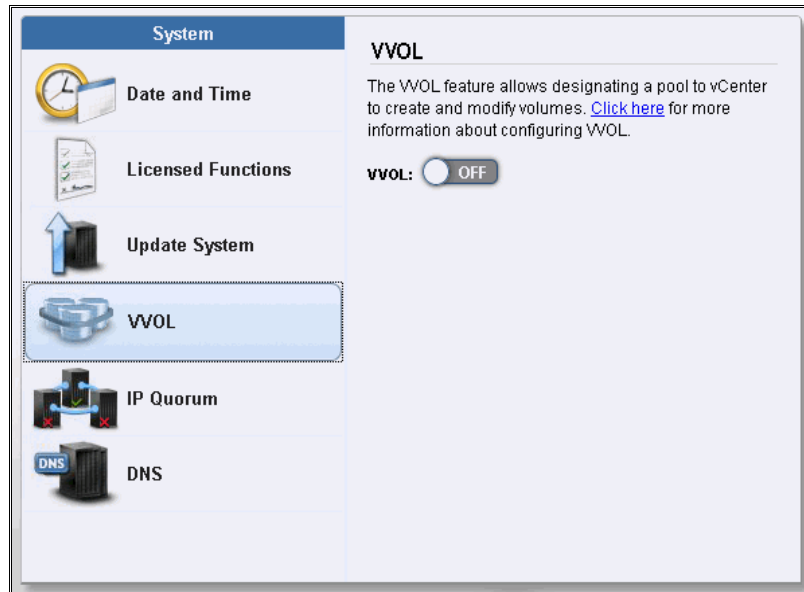 System
Date and Time
Licensed Functions
Update System
VVOL
IP Quorum
DNS
DNS
VVOL
The VVOL feature allows designating a pool to vCenter
to create and modify volumes. Click here for more
information about configuring VVOL.
VVOL: OFF